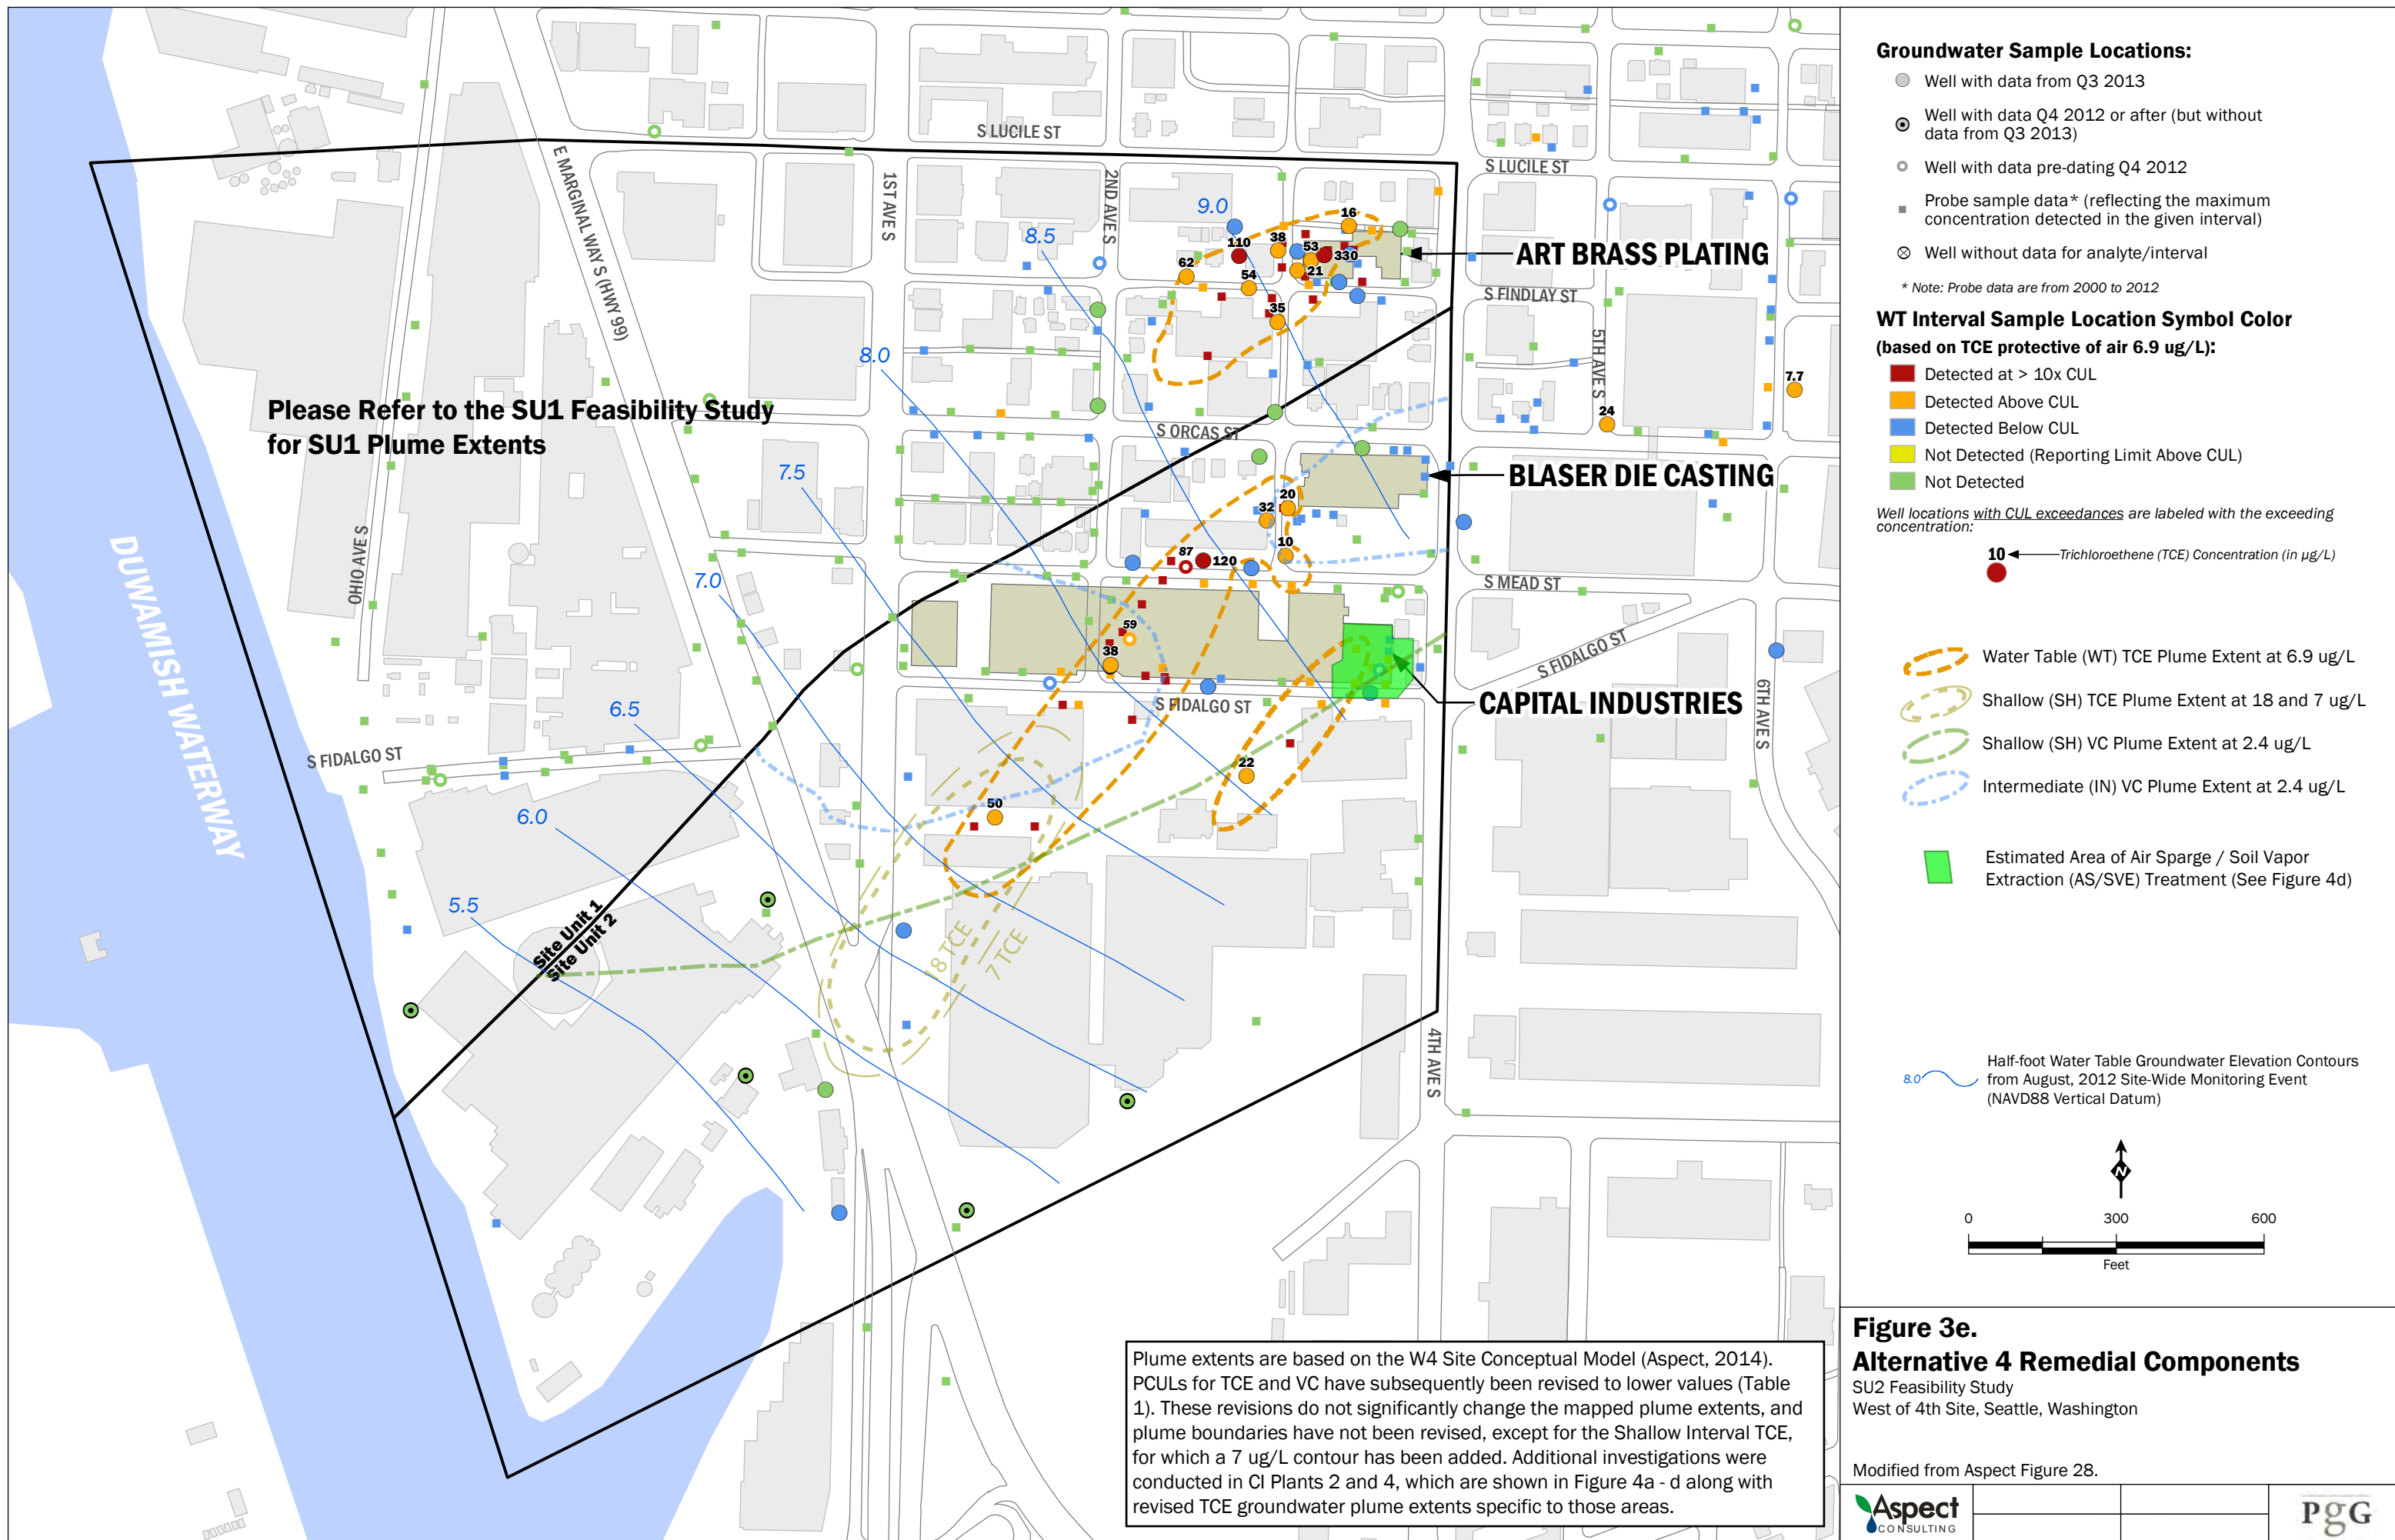 S LUCILE ST
S LUCILE ST
E MARGINAL WAY S (HWY 99)
1ST AVE S
2ND AVE S
9.0
8.5
16
110
38
53
330
62
54
21
35
ART BRASS PLATING
S FINDLAY ST
5TH AVE S
8.0
7.7
24
Please Refer to the SU1 Feasibility Study
for SU1 Plume Extents
S ORCAS ST
7.5
BLASER DIE CASTING
20
32
10
87
120
OHIO AVE S
DUWAMISH WATERWAY
7.0
S MEAD ST
59
38
S FIDALGO ST
6TH AVE S
6.5
S FIDALGO ST
CAPITAL INDUSTRIES
S FIDALGO ST
22
6.0
50
5.5
Site Unit 1
Site Unit 2
18 TCE
7 TCE
4TH AVE S
Plume extents are based on the W4 Site Conceptual Model (Aspect, 2014).
PCULs for TCE and VC have subsequently been revised to lower values (Table
1). These revisions do not significantly change the mapped plume extents, and
plume boundaries have not been revised, except for the Shallow Interval TCE,
for which a 7 ug/L contour has been added. Additional investigations were
conducted in CI Plants 2 and 4, which are shown in Figure 4a - d along with
revised TCE groundwater plume extents specific to those areas.
Groundwater Sample Locations:
Well with data from Q3 2013
Well with data Q4 2012 or after (but without
data from Q3 2013)
Well with data pre-dating Q4 2012
Probe sample data* (reflecting the maximum
concentration detected in the given interval)
Well without data for analyte/interval
* Note: Probe data are from 2000 to 2012
WT Interval Sample Location Symbol Color
(based on TCE protective of air 6.9 ug/L):
Detected at > 10x CUL
Detected Above CUL
Detected Below CUL
Not Detected (Reporting Limit Above CUL)
Not Detected
Well locations with CUL exceedances are labeled with the exceeding
concentration:
10 Trichloroethene (TCE) Concentration (in µg/L)
Water Table (WT) TCE Plume Extent at 6.9 ug/L
Shallow (SH) TCE Plume Extent at 18 and 7 ug/L
Shallow (SH) VC Plume Extent at 2.4 ug/L
Intermediate (IN) VC Plume Extent at 2.4 ug/L
Estimated Area of Air Sparge / Soil Vapor
Extraction (AS/SVE) Treatment (See Figure 4d)
8.0
Half-foot Water Table Groundwater Elevation Contours
from August, 2012 Site-Wide Monitoring Event
(NAVD88 Vertical Datum)
N
0 300 600
Feet
Figure 3e.
Alternative 4 Remedial Components
SU2 Feasibility Study
West of 4th Site, Seattle, Washington
Modified from Aspect Figure 28.
Aspect
CONSULTING
PgG